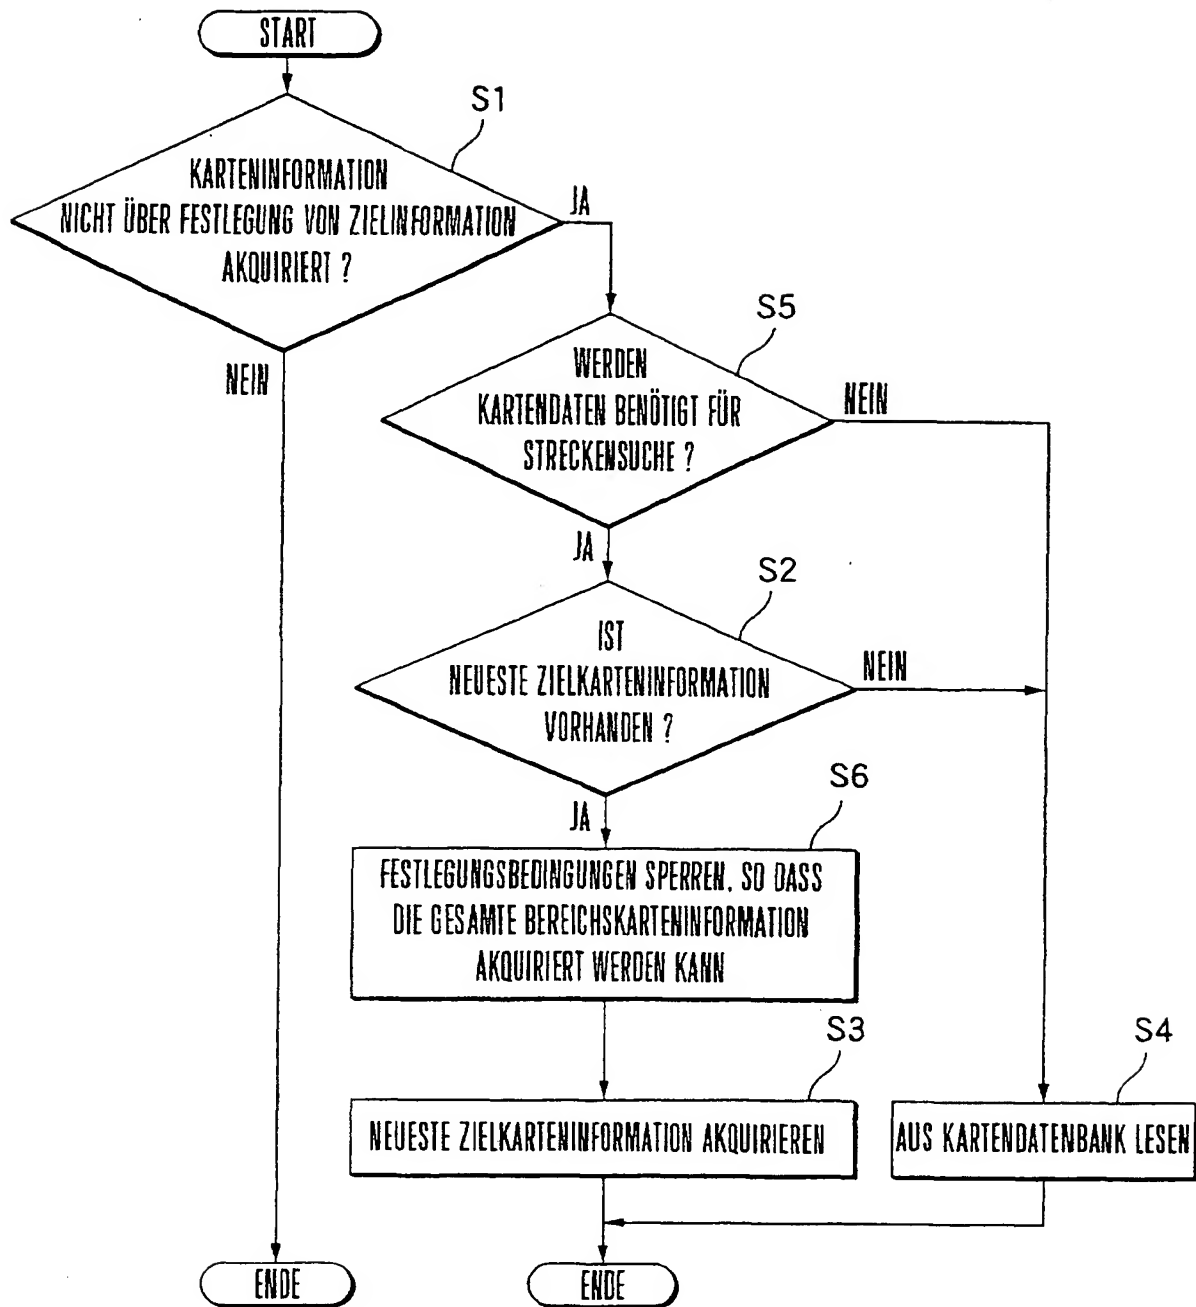 START
S1
KARTENINFORMATION
NICHT ÜBER FESTLEGUNG VON ZIELINFORMATION
AKQUIRIERT ?
JA
NEIN
S5
WERDEN
KARTENDATEN BENÖTIGT FÜR
STRECKENSUCHE ?
NEIN
JA
S2
IST
NEUESTE ZIELKARTENINFORMATION
VORHANDEN ?
NEIN
JA
S6
FESTLEGUNGSBEDINGUNGEN SPERREN, SO DASS
DIE GESAMTE BEREICHSKARTENINFORMATION
AKQUIRIERT WERDEN KANN
S3
NEUESTE ZIELKARTENINFORMATION AKQUIRIEREN
S4
AUS KARTENDATENBANK LESEN
ENDE
ENDE